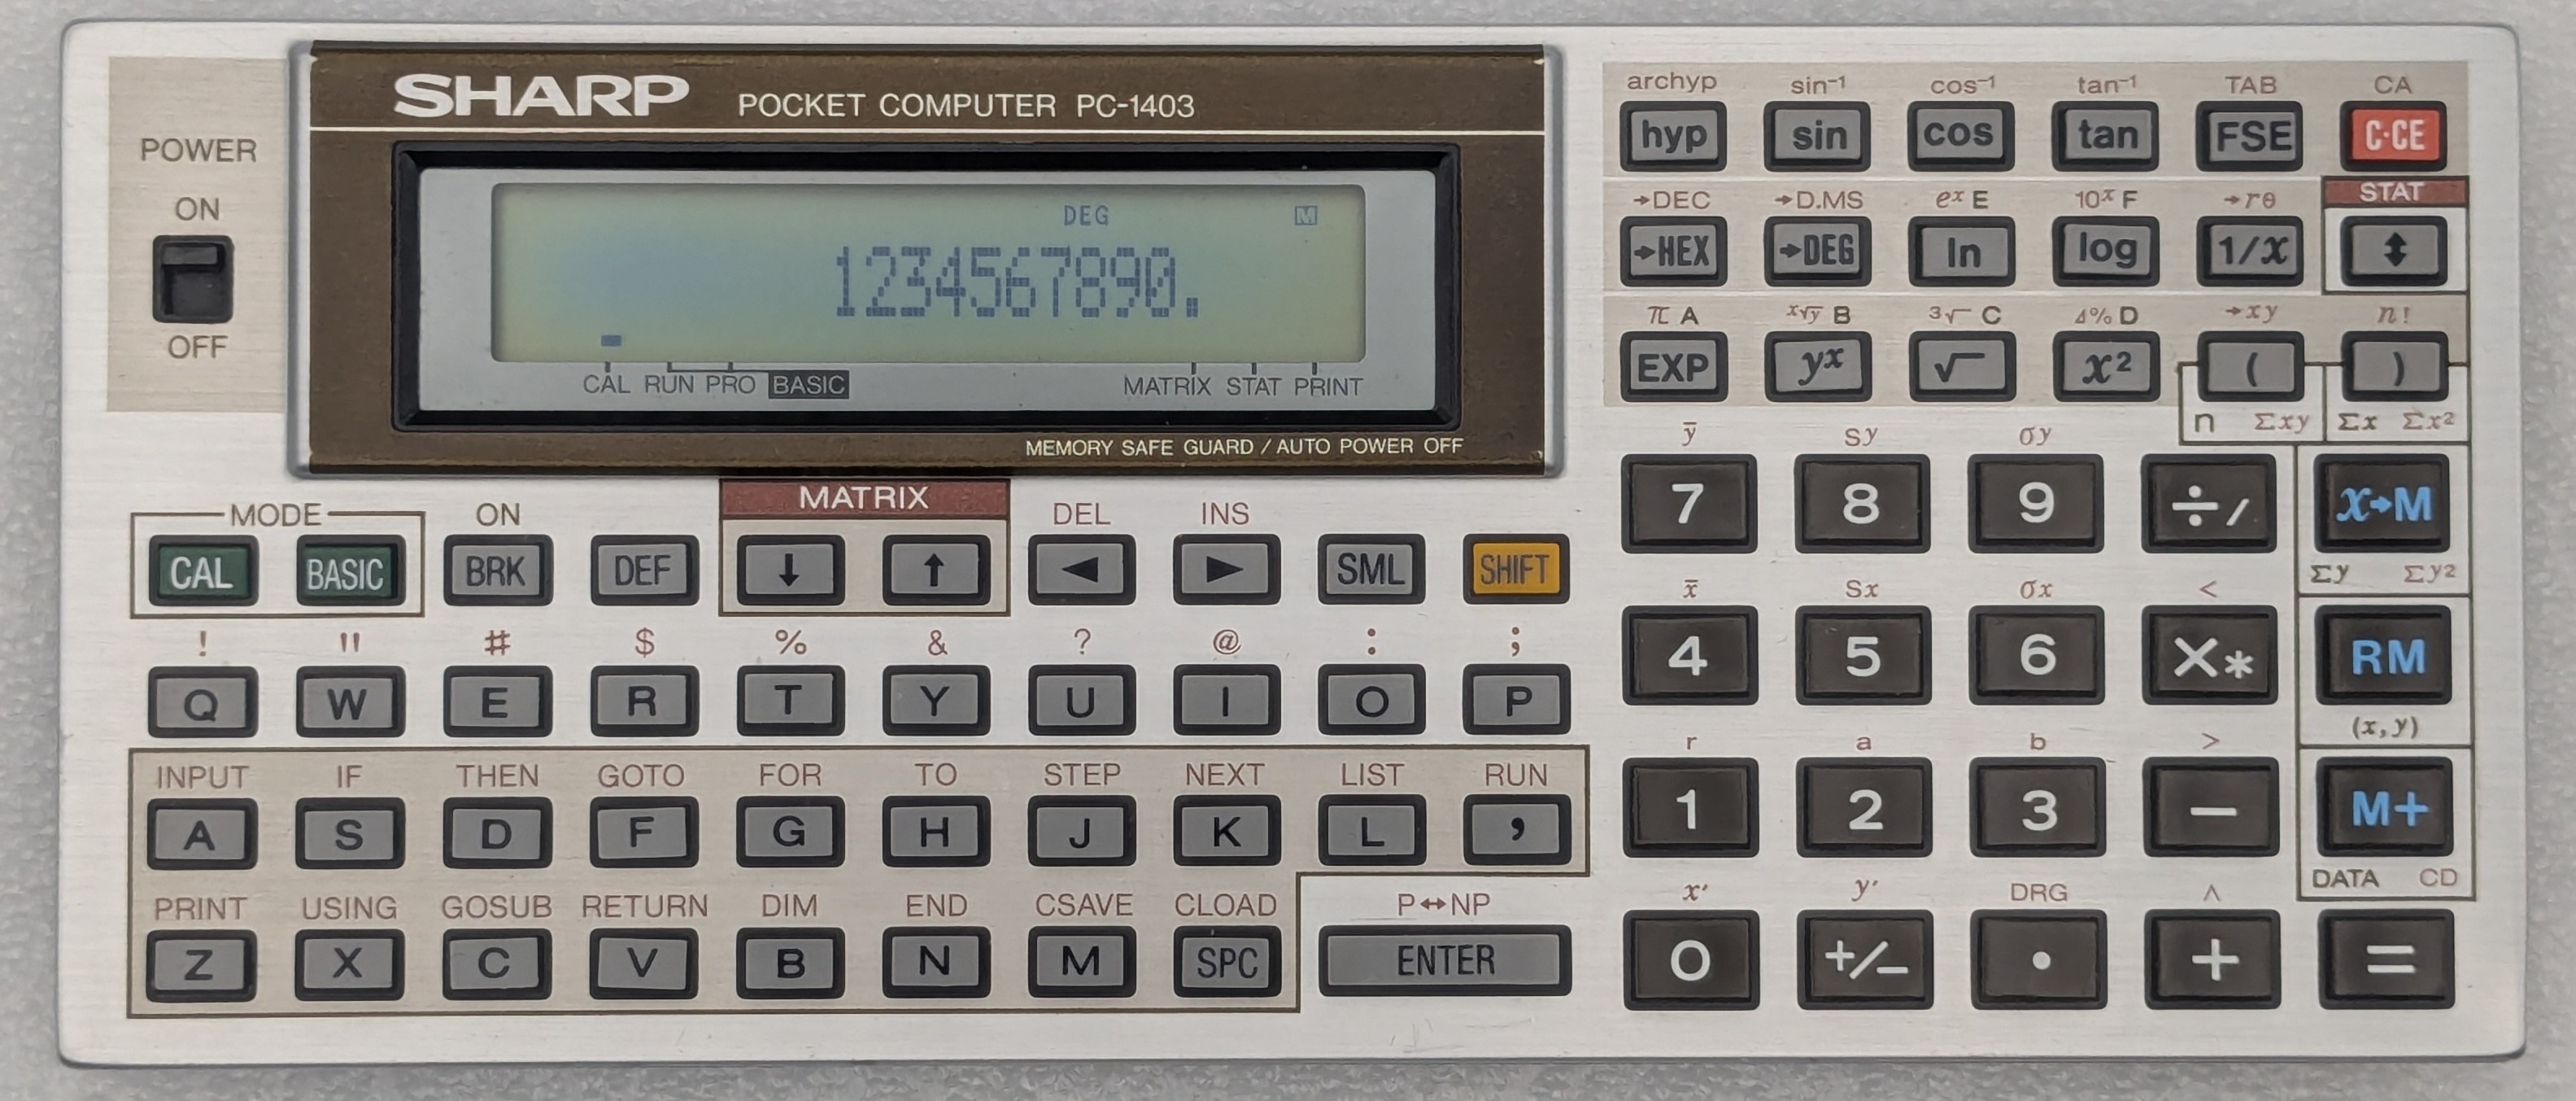 SHARP POCKET COMPUTER PC-1403
POWER
ON
OFF
DEG M
1234567890.
CAL RUN PRO BASIC MATRIX STAT PRINT
MEMORY SAFE GUARD / AUTO POWER OFF
MODE ON MATRIX DEL INS
CAL BASIC BRK DEF ↓ ↑ ◀ ▶ SML SHIFT
! " # $ % & ? @ : ;
Q W E R T Y U I O P
INPUT IF THEN GOTO FOR TO STEP NEXT LIST RUN
A S D F G H J K L ,
PRINT USING GOSUB RETURN DIM END CSAVE CLOAD P↔NP
Z X C V B N M SPC ENTER
archyp sin⁻¹ cos⁻¹ tan⁻¹ TAB CA
hyp sin cos tan FSE C·CE
→DEC →D.MS eˣ E 10ˣ F →rθ STAT
→HEX →DEG ln log 1/x ↕
π A ˣ√y B ³√ C Δ% D →xy n!
EXP yˣ √ x² ( )
n Σxy Σx Σx²
ȳ Sy σy
7 8 9 ÷/ x→M
Σy Σy²
x̄ Sx σx <
4 5 6 ×* RM
(x,y)
r a b >
1 2 3 − M+
DATA CD
x′ y′ DRG ∧
0 +/− • + =